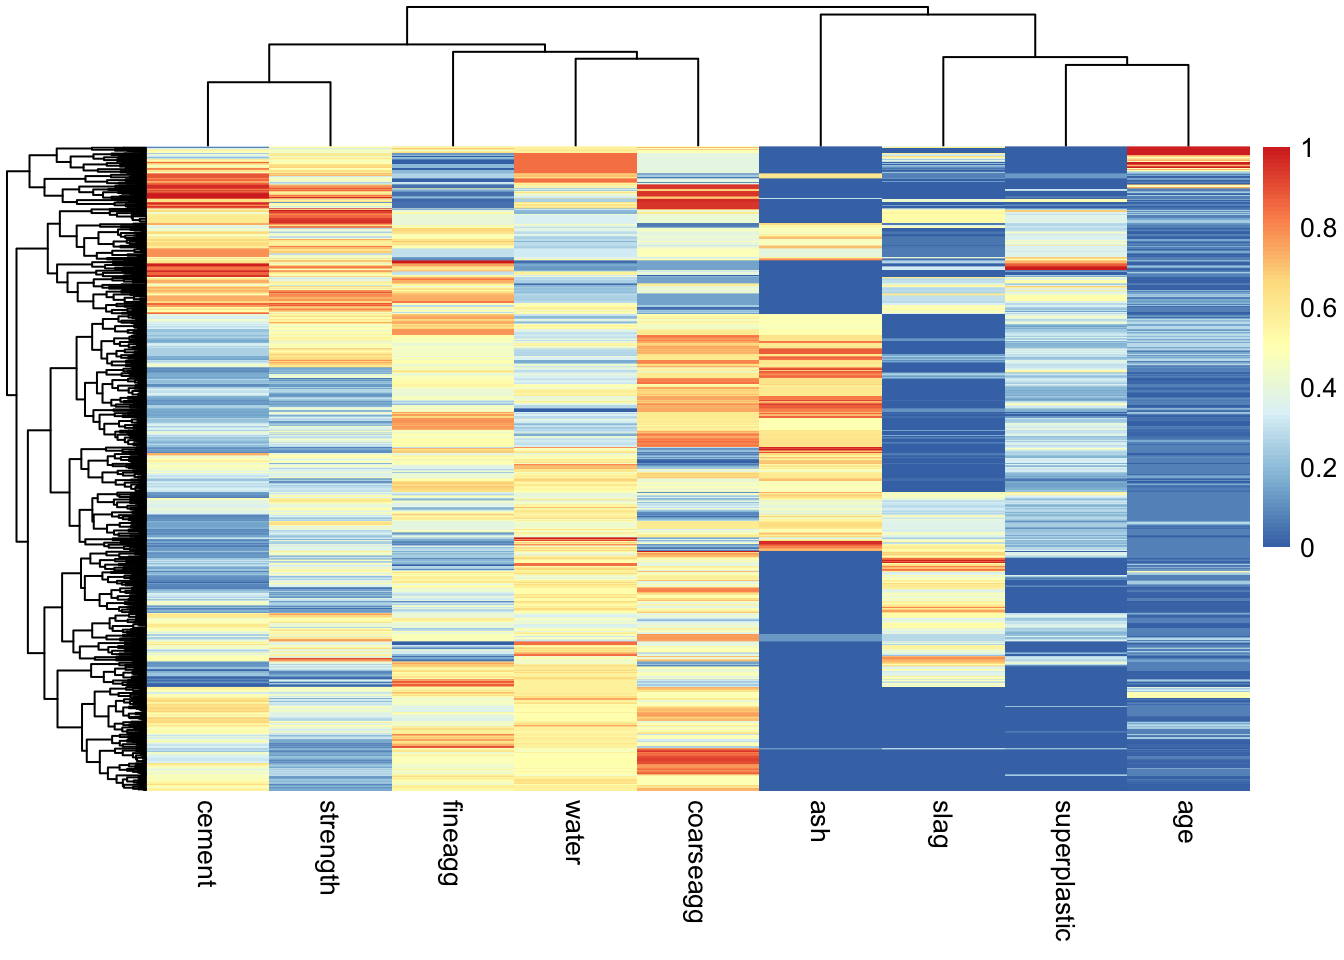 1
0.8
0.6
0.4
0.2
0
cement
strength
fineagg
water
coarseagg
ash
slag
superplastic
age